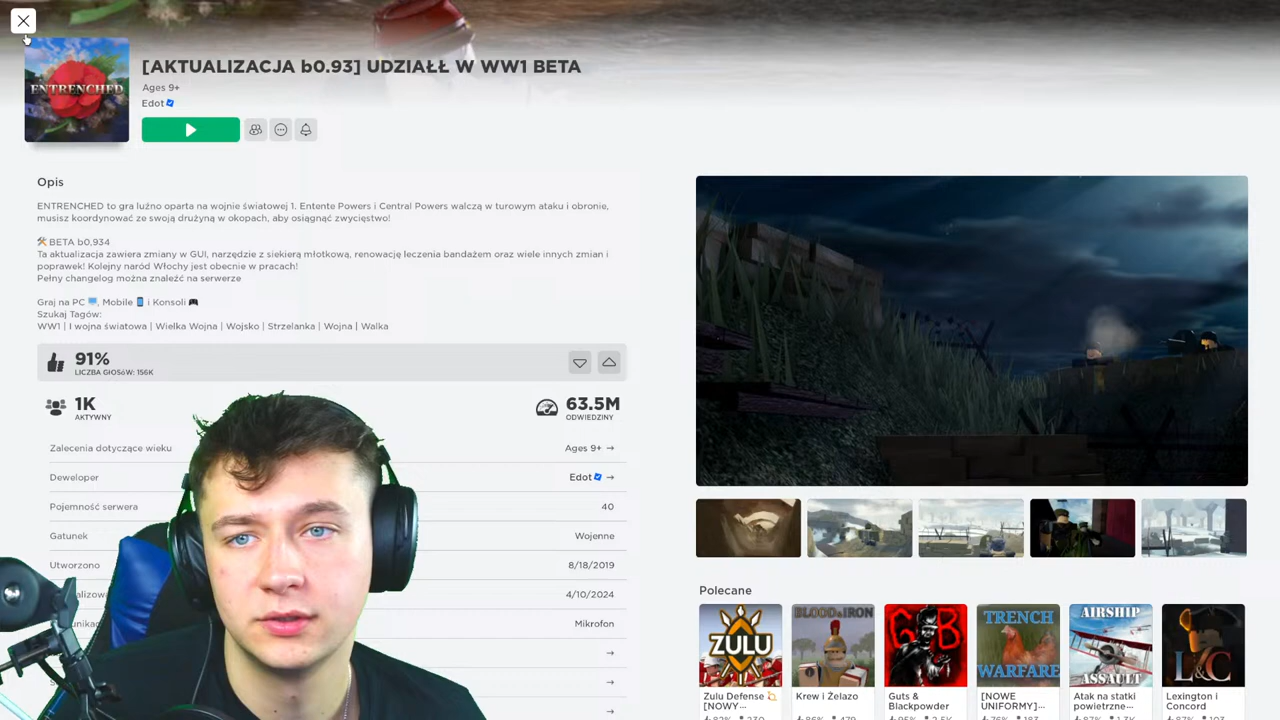 [AKTUALIZACJA b0.93] UDZIAŁŁ W WW1 BETA
Ages 9+
Edot
ENTRENCHED
Opis
ENTRENCHED to gra luźno oparta na wojnie światowej 1. Entente Powers i Central Powers walczą w turowym ataku i obronie,
musisz koordynować ze swoją drużyną w okopach, aby osiągnąć zwycięstwo!
BETA b0.934
Ta aktualizacja zawiera zmiany w GUI, narzędzie z siekierą młotkową, renowację leczenia bandażem oraz wiele innych zmian i
poprawek! Kolejny naród Włochy jest obecnie w pracach!
Pełny changelog można znaleźć na serwerze
Graj na PC , Mobile i Konsoli
Szukaj Tagów:
WW1 | I wojna światowa | Wielka Wojna | Wojsko | Strzelanka | Wojna | Walka
91%
LICZBA GŁOSÓW: 156K
1K
AKTYWNY
63.5M
ODWIEDZINY
Zalecenia dotyczące wieku
Ages 9+ →
Deweloper
Edot →
Pojemność serwera
40
Gatunek
Wojenne
Utworzono
8/18/2019
4/10/2024
Mikrofon
Polecane
ZULU
BLOOD & IRON
G&B
TRENCH
WARFARE
AIRSHIP
ASSAULT
L&C
Zulu Defense
[NOWY...
Krew i Żelazo
Guts &
Blackpowder
[NOWE
UNIFORMY]...
Atak na statki
powietrzne...
Lexington i
Concord